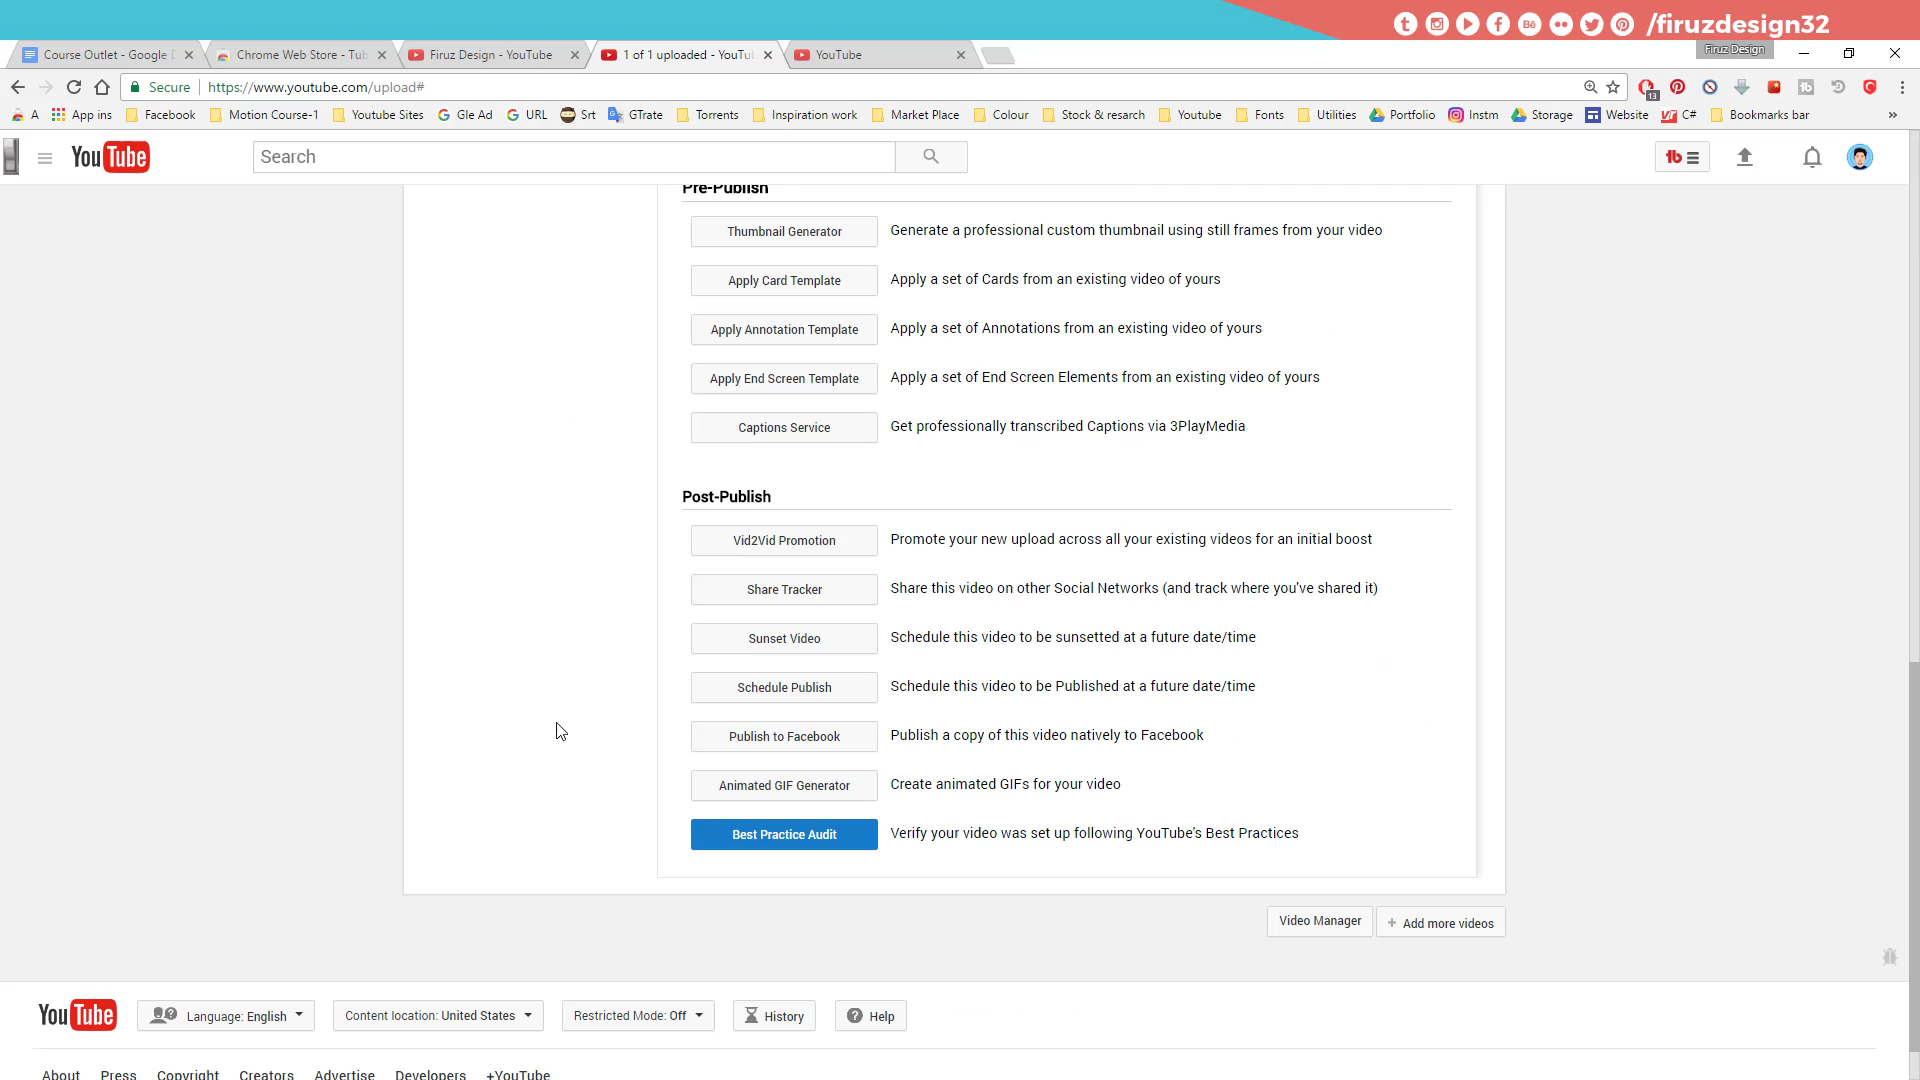 /firuzdesign32
Firuz Design
Course Outlet - Google D
Chrome Web Store - Tub
Firuz Design - YouTube
1 of 1 uploaded - YouTu
YouTube
Secure
https://www.youtube.com/upload#
13
A
App ins
Facebook
Motion Course-1
Youtube Sites
Gle Ad
URL
Srt
GTrate
Torrents
Inspiration work
Market Place
Colour
Stock & resarch
Youtube
Fonts
Utilities
Portfolio
Instm
Storage
Website
C#
Bookmarks bar
YouTube
Search
Pre-Publish
Thumbnail Generator
Generate a professional custom thumbnail using still frames from your video
Apply Card Template
Apply a set of Cards from an existing video of yours
Apply Annotation Template
Apply a set of Annotations from an existing video of yours
Apply End Screen Template
Apply a set of End Screen Elements from an existing video of yours
Captions Service
Get professionally transcribed Captions via 3PlayMedia
Post-Publish
Vid2Vid Promotion
Promote your new upload across all your existing videos for an initial boost
Share Tracker
Share this video on other Social Networks (and track where you've shared it)
Sunset Video
Schedule this video to be sunsetted at a future date/time
Schedule Publish
Schedule this video to be Published at a future date/time
Publish to Facebook
Publish a copy of this video natively to Facebook
Animated GIF Generator
Create animated GIFs for your video
Best Practice Audit
Verify your video was set up following YouTube's Best Practices
Video Manager
+ Add more videos
YouTube
Language: English
Content location: United States
Restricted Mode: Off
History
Help
About
Press
Copyright
Creators
Advertise
Developers
+YouTube